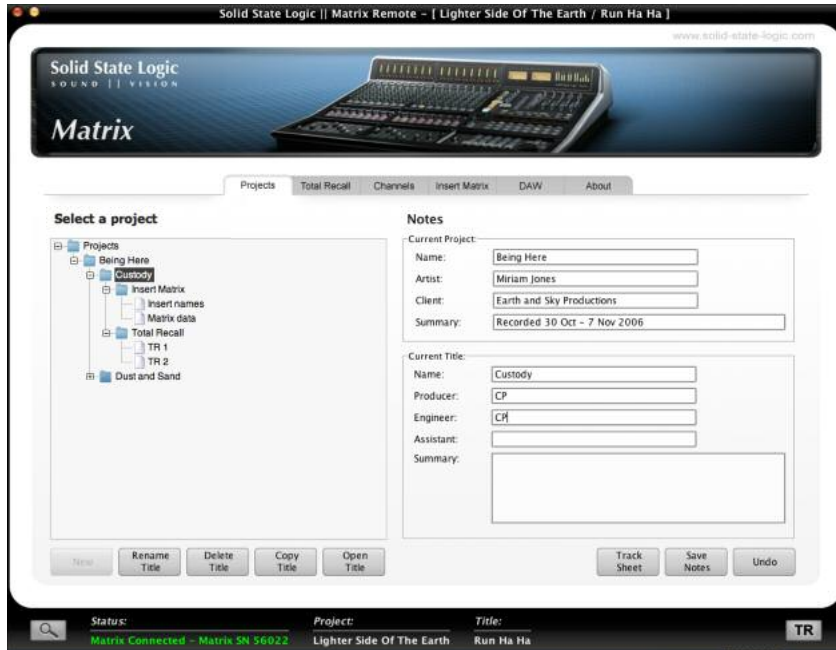 Solid State Logic || Matrix Remote – [ Lighter Side Of The Earth / Run Ha Ha ]
www.solid-state-logic.com
Solid State Logic
SOUND || VISION
Matrix
Projects Total Recall Channels Insert Matrix DAW About
Select a project
Projects
Being Here
Custody
Insert Matrix
Insert names
Matrix data
Total Recall
TR 1
TR 2
Dust and Sand
New Rename Title Delete Title Copy Title Open Title
Notes
Current Project:
Name: Being Here
Artist: Miriam Jones
Client: Earth and Sky Productions
Summary: Recorded 30 Oct – 7 Nov 2006
Current Title:
Name: Custody
Producer: CP
Engineer: CP
Assistant:
Summary:
Track Sheet Save Notes Undo
Status: Project: Title:
Matrix Connected – Matrix SN 56022 Lighter Side Of The Earth Run Ha Ha
TR